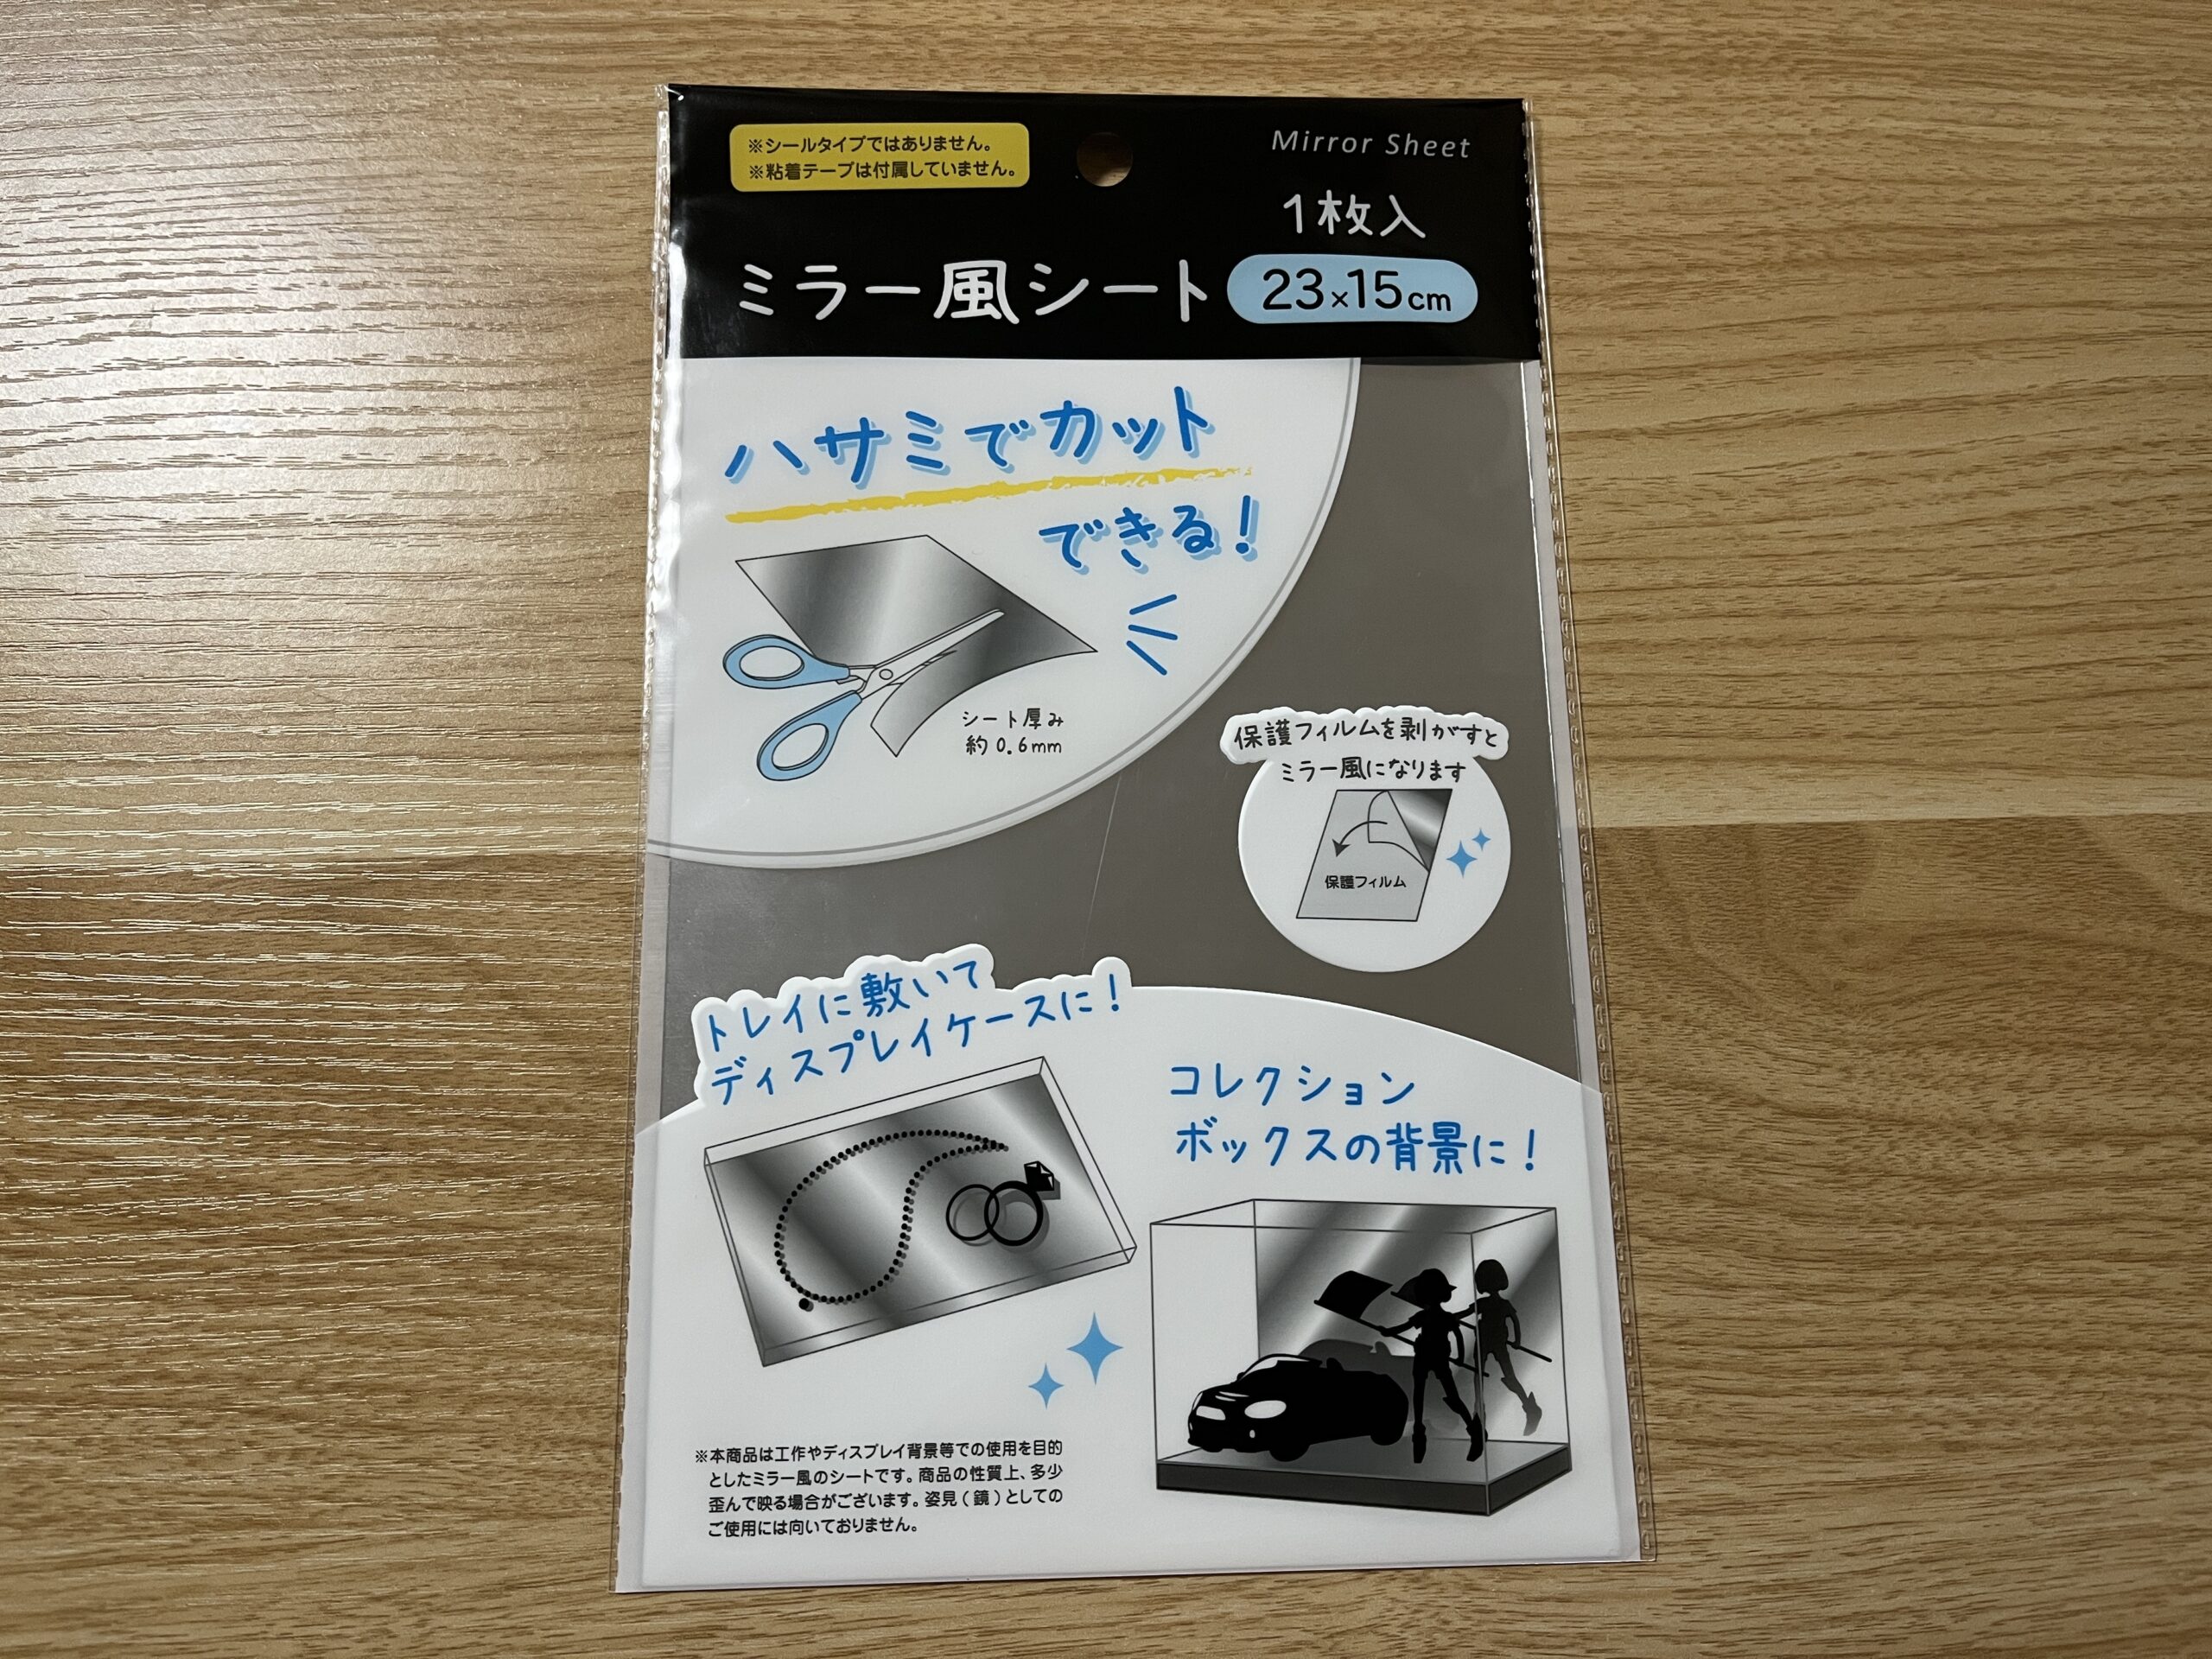 ※シールタイプではありません。
※粘着テープは付属していません。
Mirror Sheet
1枚入
ミラー風シート 23×15cm
ハサミでカット
できる!
シート厚み
約0.6mm
保護フィルムを剥がすと
ミラー風になります
保護フィルム
トレイに敷いて
ディスプレイケースに!
コレクション
ボックスの背景に!
※本商品は工作やディスプレイ背景等での使用を目的
としたミラー風のシートです。商品の性質上、多少
歪んで映る場合がございます。姿見(鏡)としての
ご使用には向いておりません。